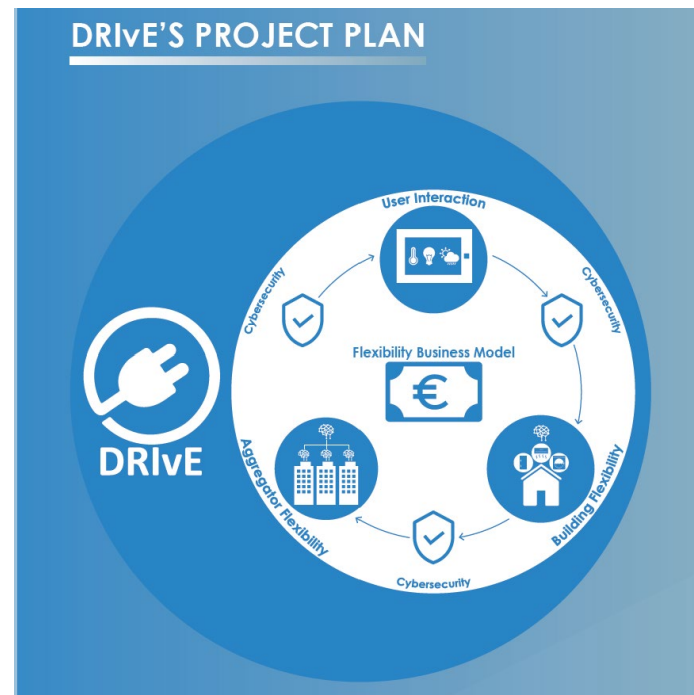 DRIvE'S PROJECT PLAN
User Interaction
Cybersecurity
Cybersecurity
Flexibility Business Model
€
DRIvE
Aggregator Flexibility
Building Flexibility
Cybersecurity